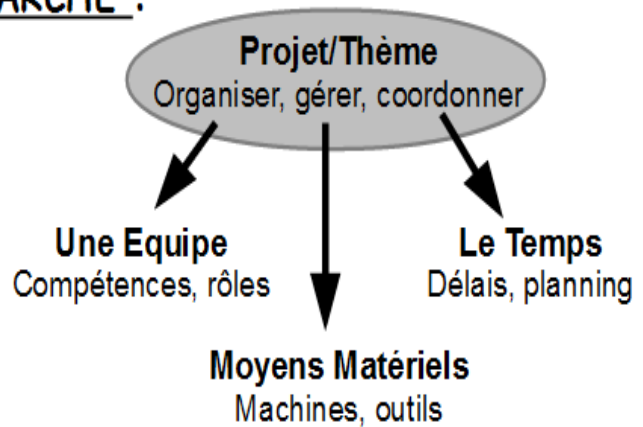 Projet/Thème
Organiser, gérer, coordonner
Une Equipe
Compétences, rôles
Le Temps
Délais, planning
Moyens Matériels
Machines, outils